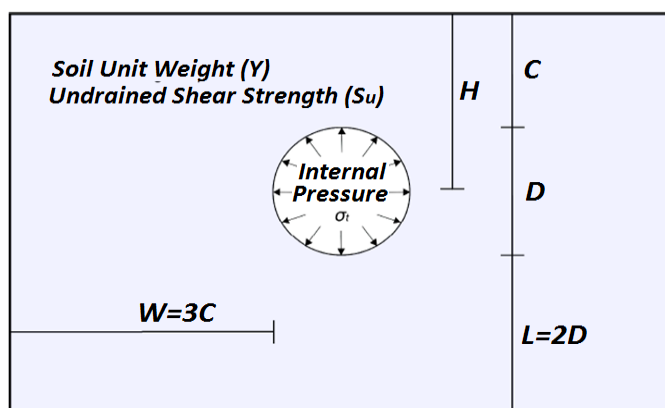 Soil Unit Weight (Y)
Undrained Shear Strength (Su)
H
C
Internal
Pressure
σt
D
W=3C
L=2D